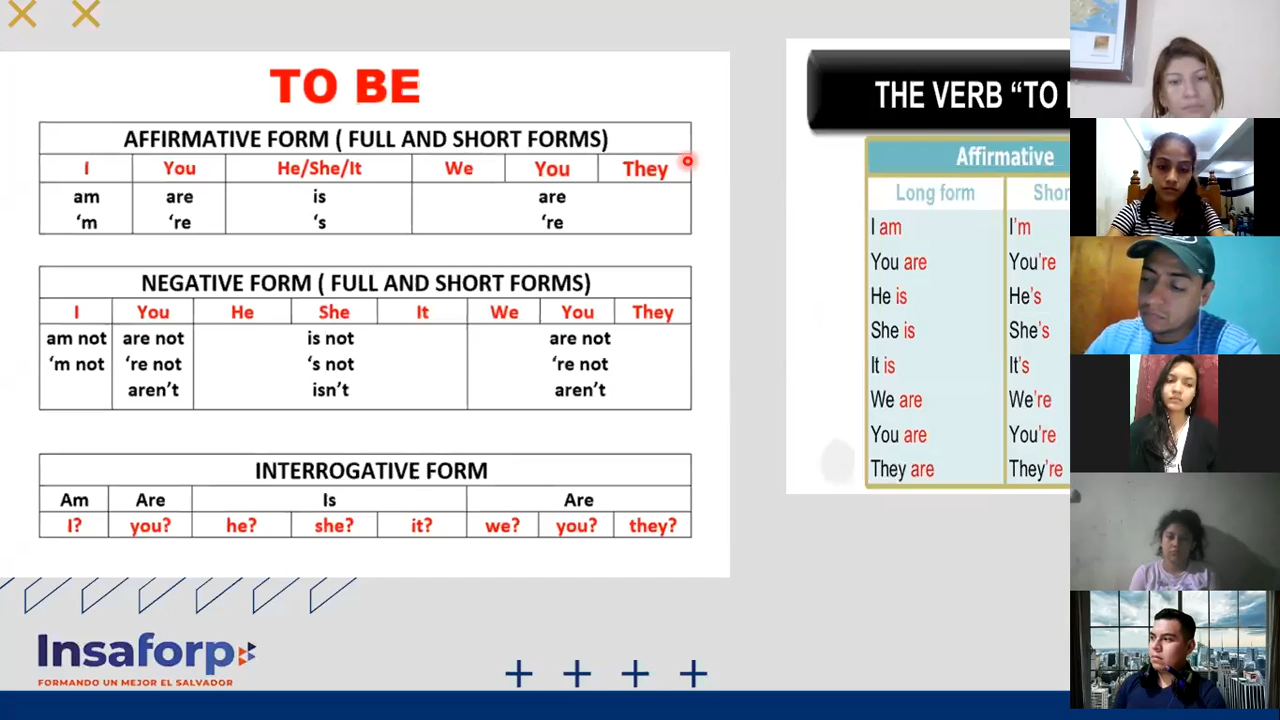 TO BE
AFFIRMATIVE FORM ( FULL AND SHORT FORMS)
I You He/She/It We You They
am are is are
‘m ‘re ‘s ‘re
NEGATIVE FORM ( FULL AND SHORT FORMS)
I You He She It We You They
am not are not is not are not
‘m not ‘re not ‘s not ‘re not
aren’t isn’t aren’t
INTERROGATIVE FORM
Am Are Is Are
I? you? he? she? it? we? you? they?
Insaforp
FORMANDO UN MEJOR EL SALVADOR
THE VERB “TO
Affirmative
Long form
I am I’m
You are You’re
He is He’s
She is She’s
It is It’s
We are We’re
You are You’re
They are They’re